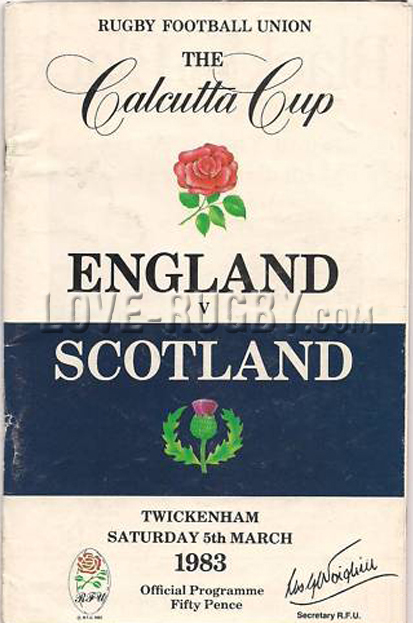 RUGBY FOOTBALL UNION
THE
Calcutta Cup
ENGLAND
v
LOVE-RUGBY.com
SCOTLAND
TWICKENHAM
SATURDAY 5th MARCH
1983
Official Programme
Fifty Pence
RFU
Secretary R.F.U.